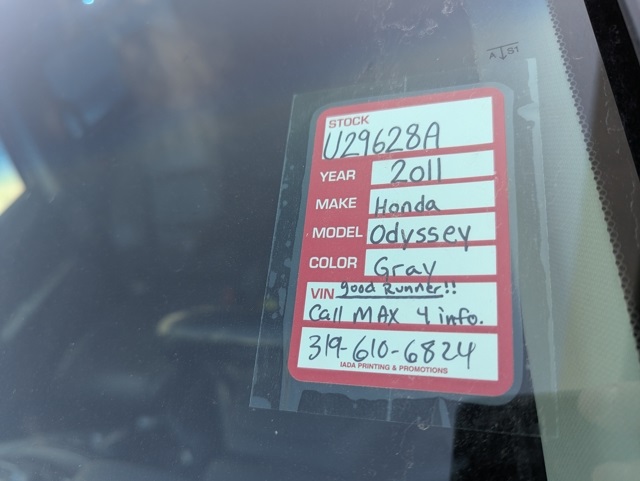 A↓S1
STOCK
U29628A
YEAR 2011
MAKE Honda
MODEL Odyssey
COLOR Gray
VIN good Runner!!
Call MAX 4 info.
319-610-6824
IADA PRINTING & PROMOTIONS